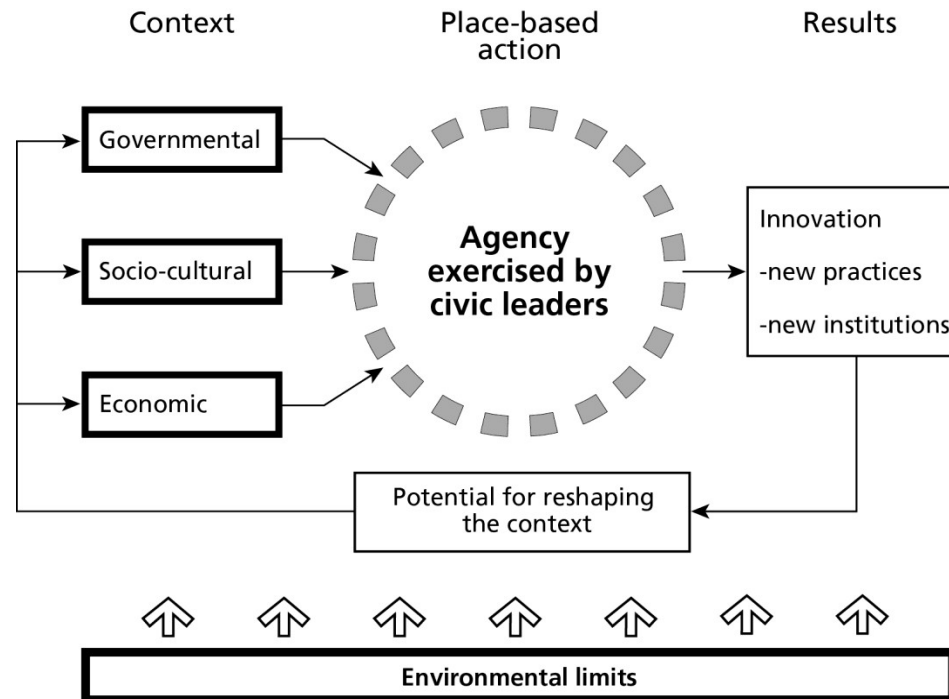 Context
Place-based
action
Results
Governmental
Socio-cultural
Economic
Agency
exercised by
civic leaders
Innovation
-new practices
-new institutions
Potential for reshaping
the context
Environmental limits